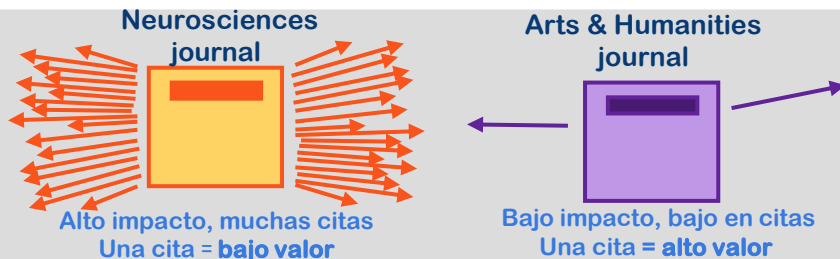 Neurosciences
journal
Alto impacto, muchas citas
Una cita = bajo valor
Arts & Humanities
journal
Bajo impacto, bajo en citas
Una cita = alto valor